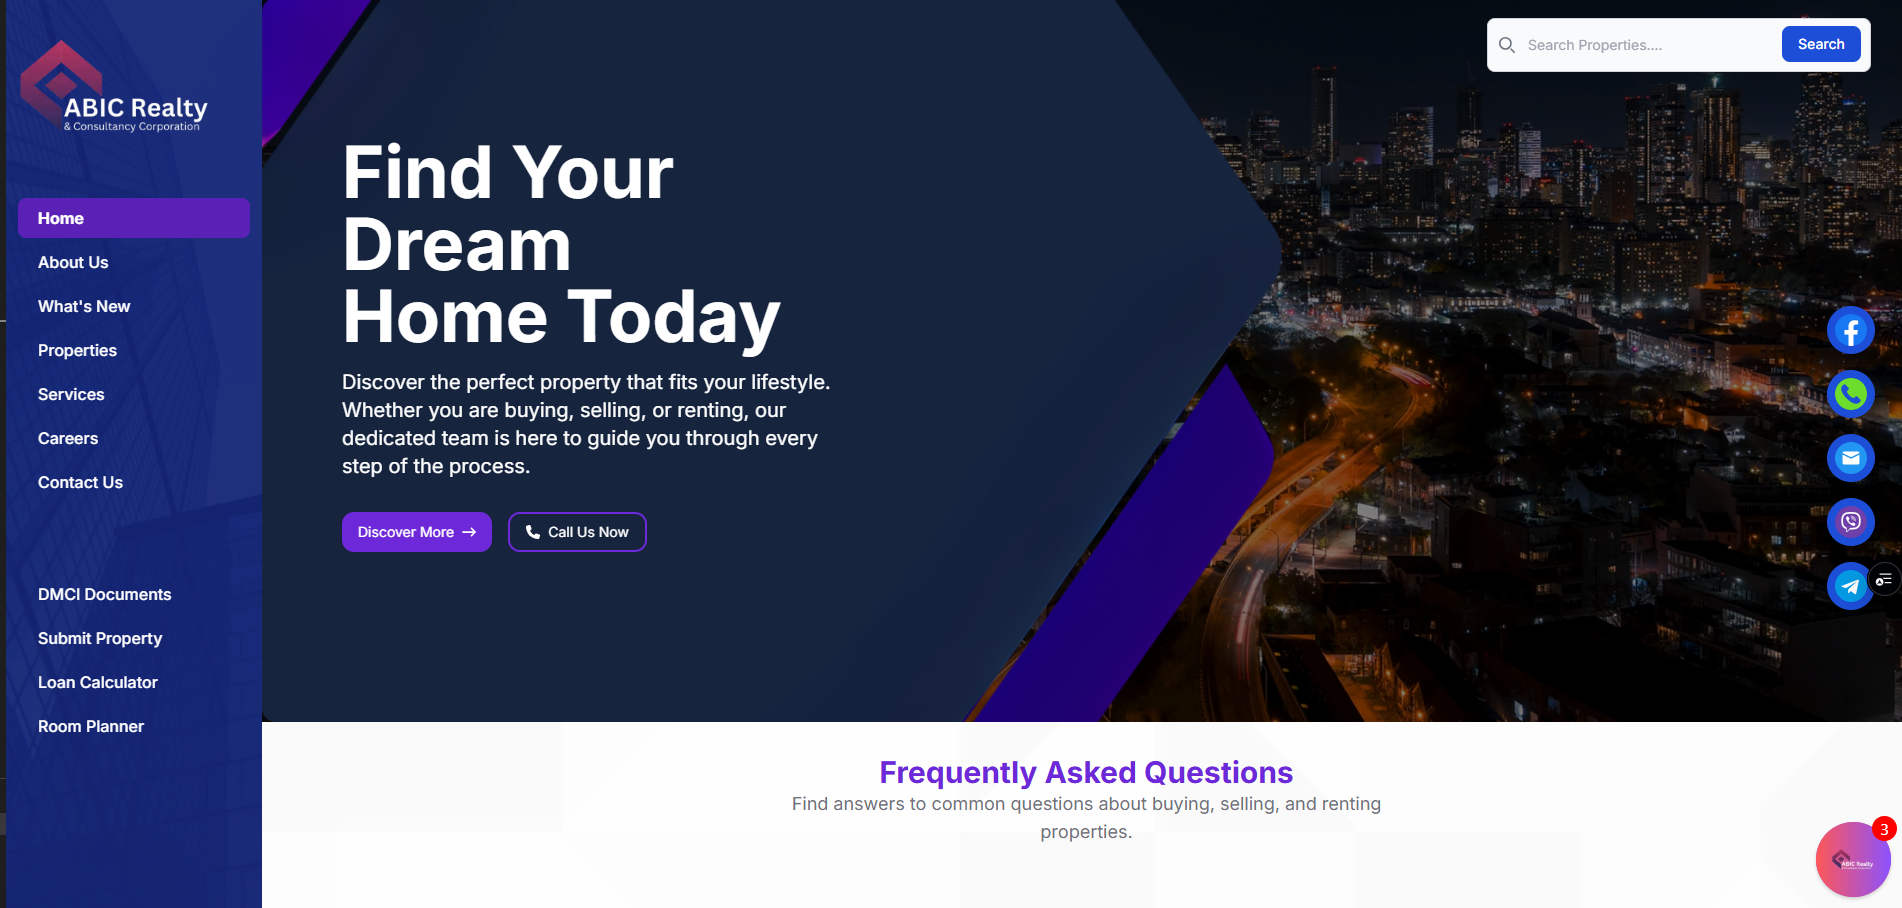 ABIC Realty
& Consultancy Corporation
Home
About Us
What's New
Properties
Services
Careers
Contact Us
DMCI Documents
Submit Property
Loan Calculator
Room Planner
Search Properties....
Search
Find Your
Dream
Home Today
Discover the perfect property that fits your lifestyle.
Whether you are buying, selling, or renting, our
dedicated team is here to guide you through every
step of the process.
Discover More
Call Us Now
Frequently Asked Questions
Find answers to common questions about buying, selling, and renting
properties.
3
ABIC Realty